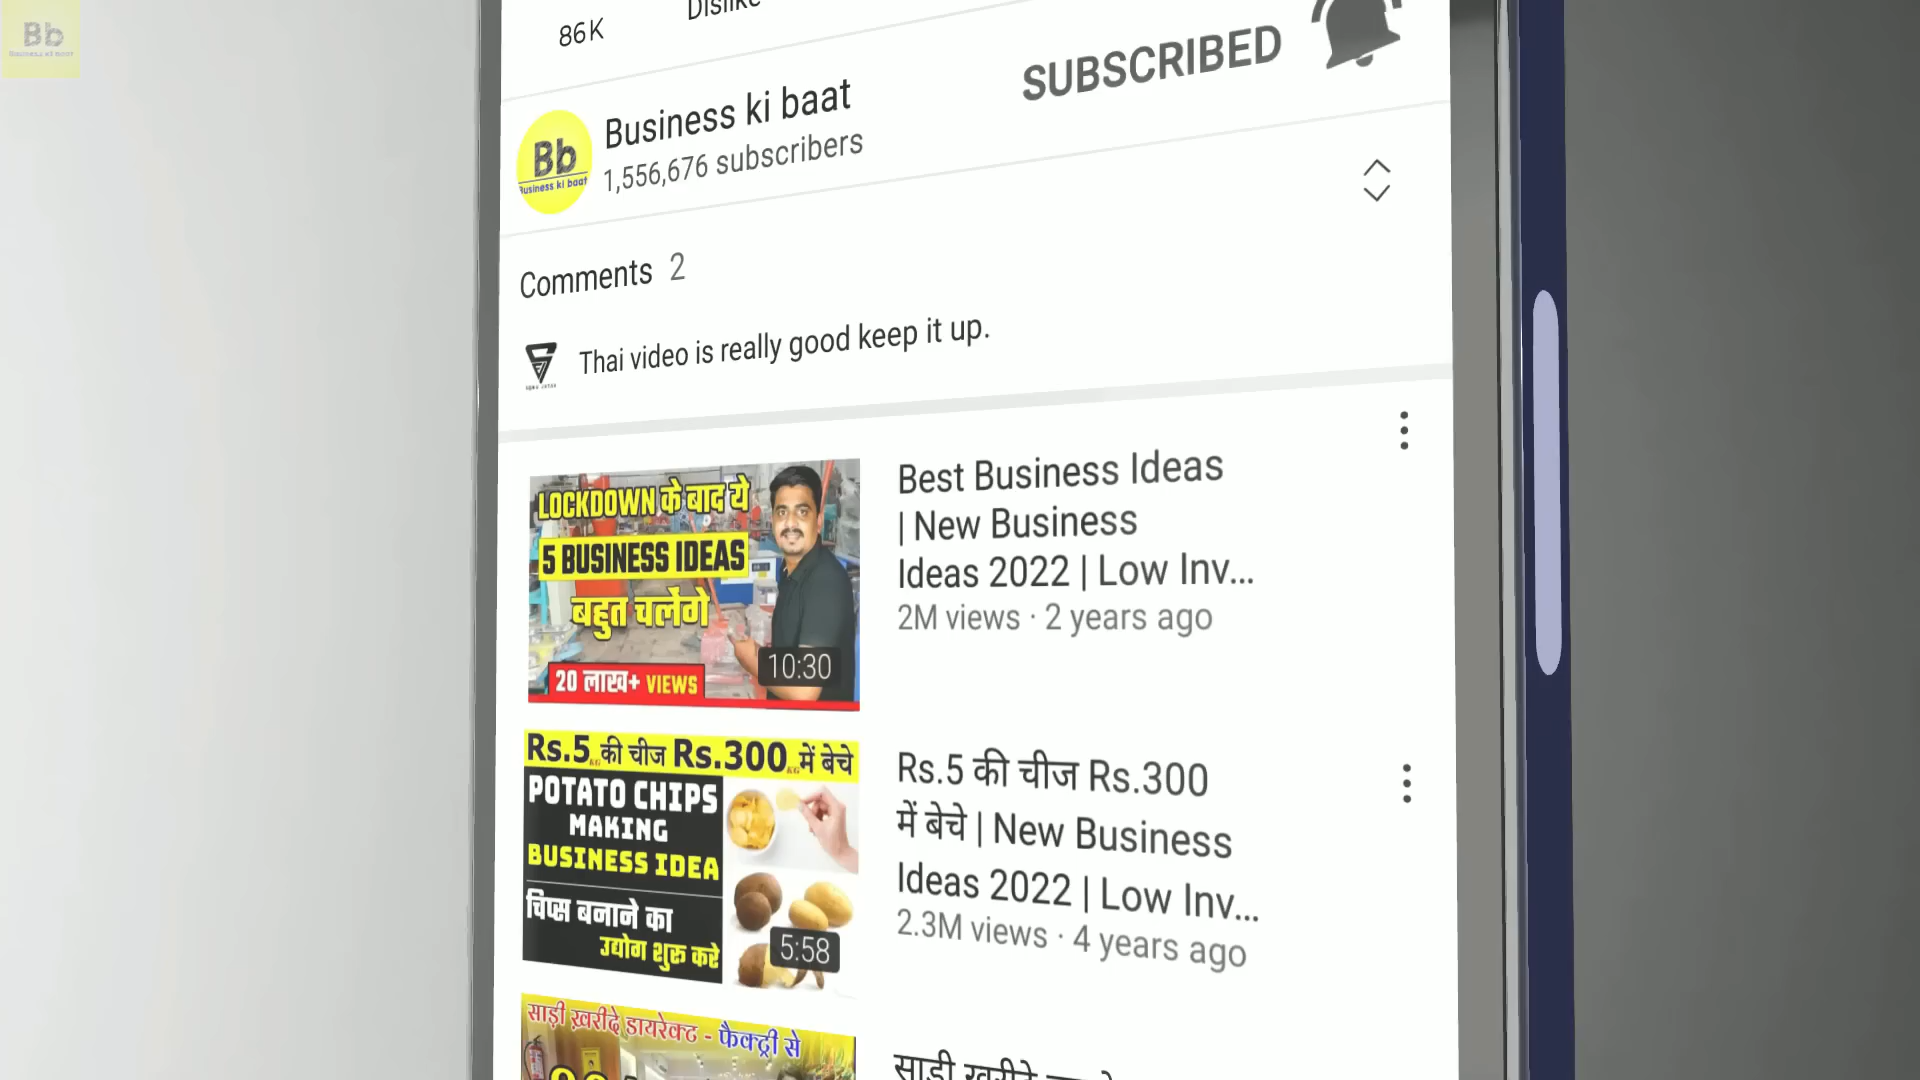 Bb
86K
Dislike
SUBSCRIBED
Business ki baat
1,556,676 subscribers
Bb
Business ki baat
Comments 2
Thai video is really good keep it up.
LOCKDOWN के बाद ये
5 BUSINESS IDEAS
बहुत चलेंगे
20 लाख+ VIEWS
10:30
Best Business Ideas
| New Business
Ideas 2022 | Low Inv...
2M views · 2 years ago
Rs.5 KG की चीज Rs.300 KG में बेचे
POTATO CHIPS
MAKING
BUSINESS IDEA
चिप्स बनाने का
उद्योग शुरू करे
5:58
Rs.5 की चीज Rs.300
में बेचे | New Business
Ideas 2022 | Low Inv...
2.3M views · 4 years ago
साड़ी ख़रीदे डायरेक्ट - फैक्ट्री से